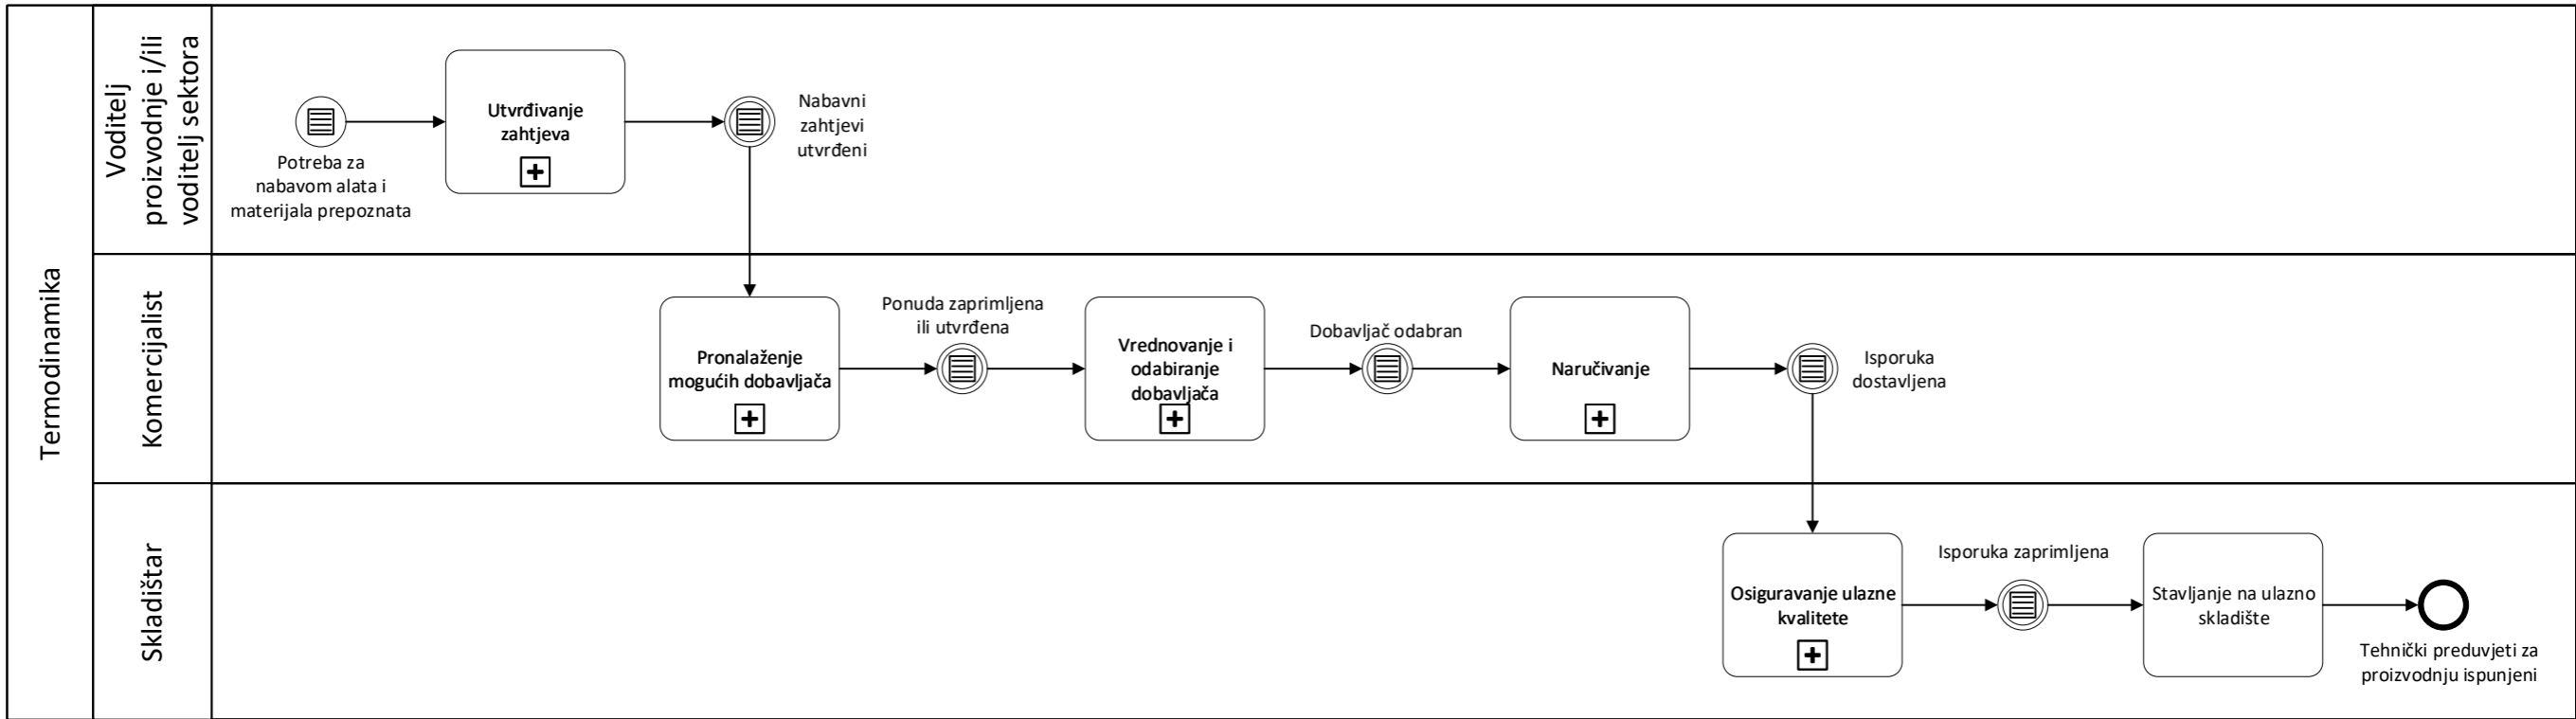 Termodinamika
Voditelj
proizvodnje i/ili
voditelj sektora
Potreba za
nabavom alata i
materijala prepoznata
Utvrđivanje
zahtjeva
Nabavni
zahtjevi
utvrđeni
Komercijalist
Pronalaženje
mogućih dobavljača
Ponuda zaprimljena
ili utvrđena
Vrednovanje i
odabiranje
dobavljača
Dobavljač odabran
Naručivanje
Isporuka
dostavljena
Skladištar
Osiguravanje ulazne
kvalitete
Isporuka zaprimljena
Stavljanje na ulazno
skladište
Tehnički preduvjeti za
proizvodnju ispunjeni